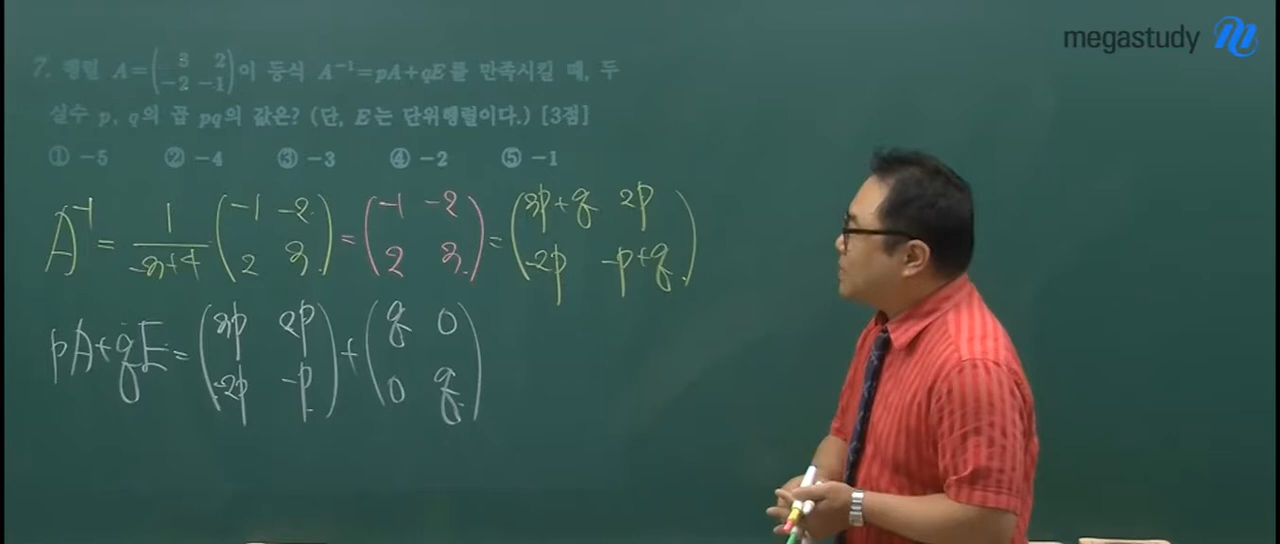 megastudy
7. 행렬 A=(3 2 / -2 -1)이 등식 A⁻¹=pA+qE를 만족시킬 때, 두
실수 p, q의 곱 pq의 값은? (단, E는 단위행렬이다.) [3점]
① -5 ② -4 ③ -3 ④ -2 ⑤ -1
A⁻¹ = 1/(-3+4) (-1 -2 / 2 3) = (-1 -2 / 2 3) = (3p+q 2p / -2p -p+q)
pA+qE = (3p 2p / -2p -p) + (q 0 / 0 q)